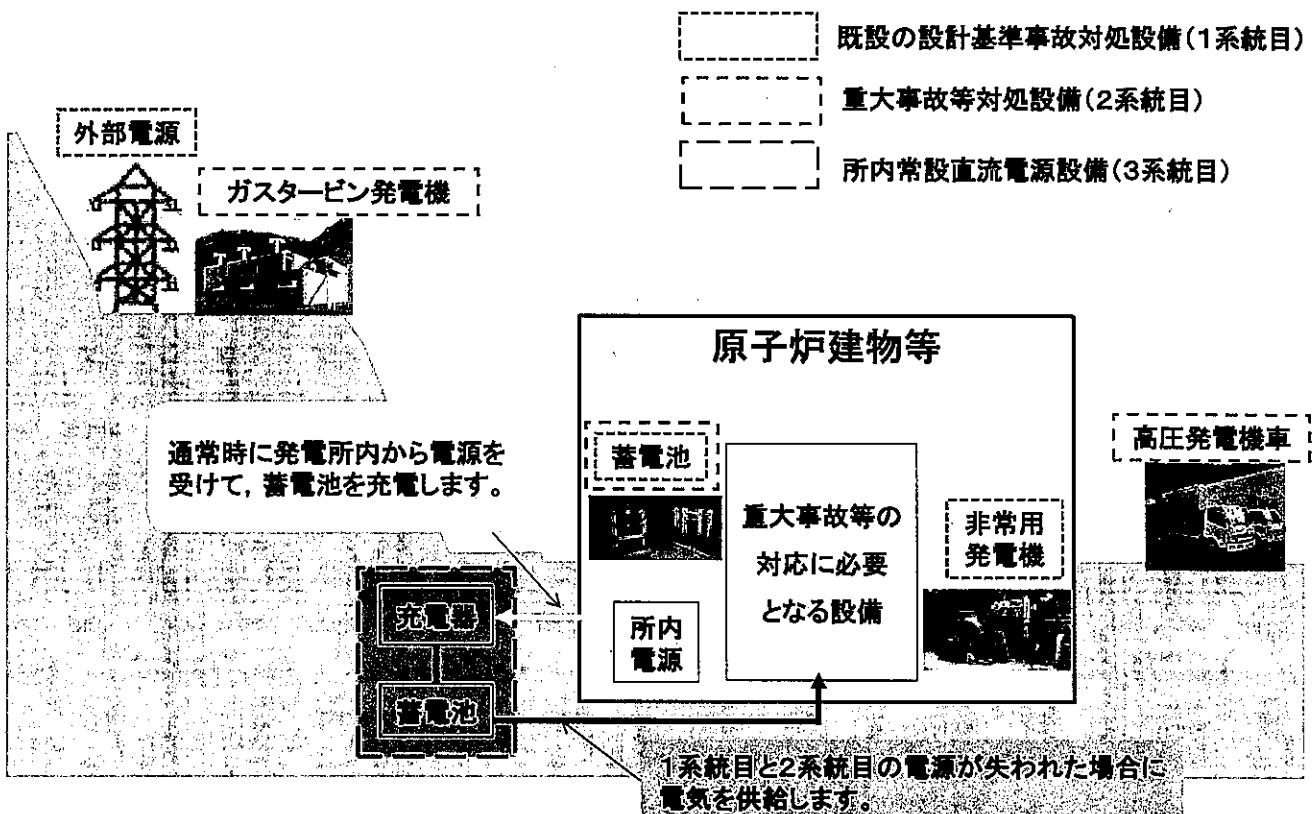 既設の設計基準事故対処設備(1系統目)
重大事故等対処設備(2系統目)
所内常設直流電源設備(3系統目)
外部電源
ガスタービン発電機
原子炉建物等
通常時に発電所内から電源を
受けて，蓄電池を充電します。
蓄電池
重大事故等の
対応に必要
となる設備
非常用
発電機
高圧発電機車
充電器
所内
電源
蓄電池
1系統目と2系統目の電源が失われた場合に
電気を供給します。